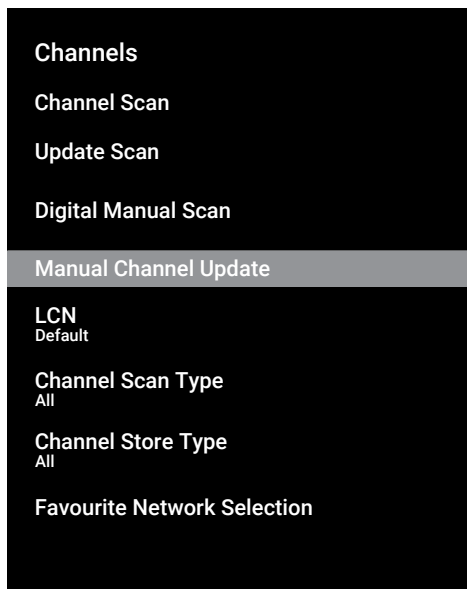 Channels
Channel Scan
Update Scan
Digital Manual Scan
Manual Channel Update
LCN
Default
Channel Scan Type
All
Channel Store Type
All
Favourite Network Selection